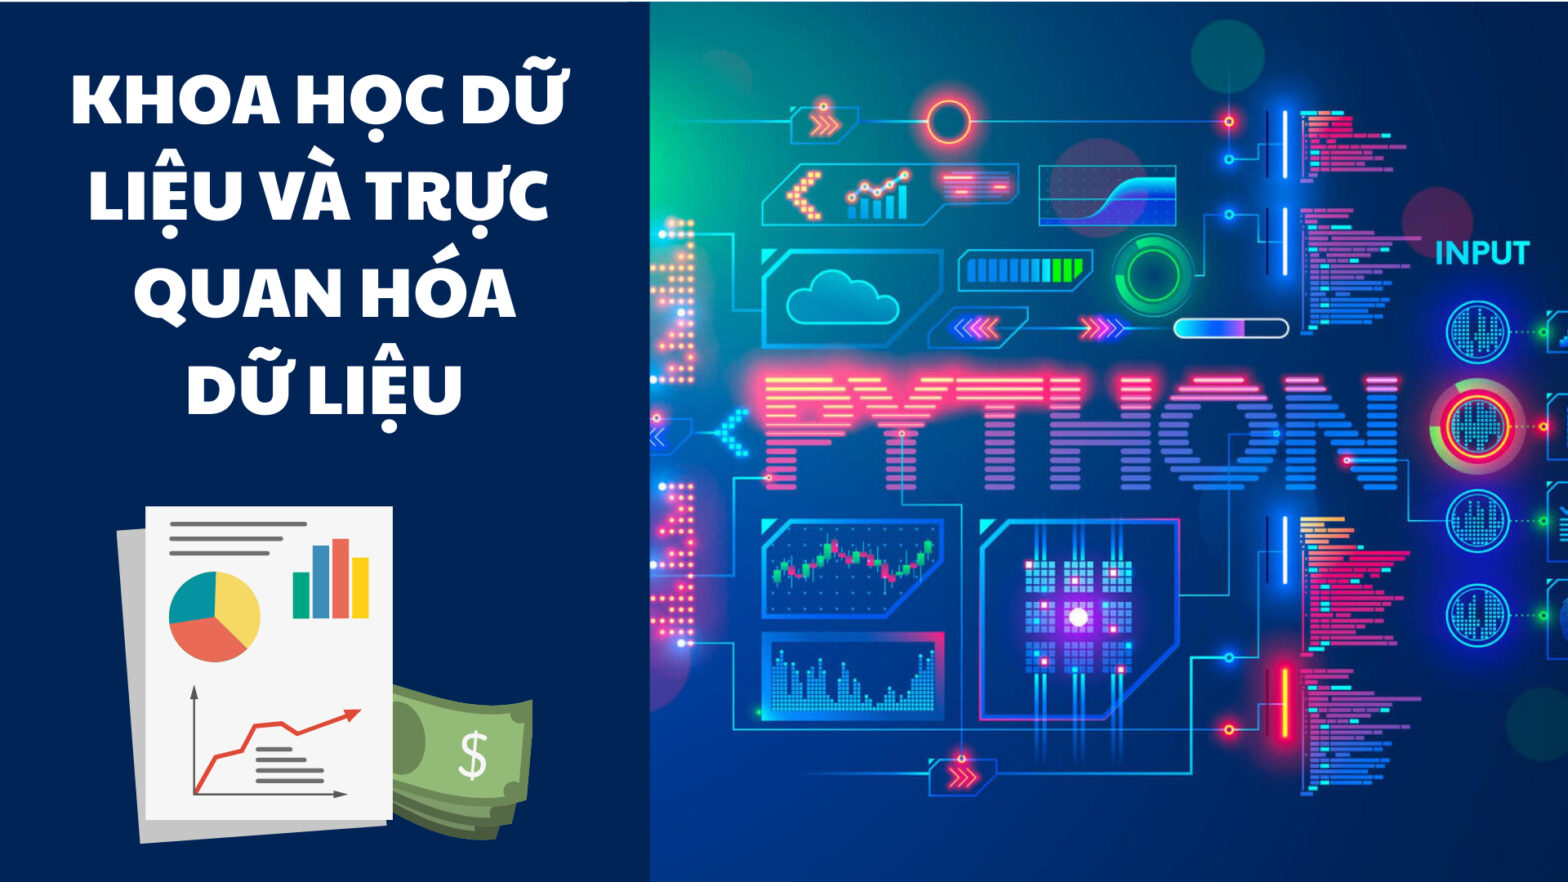 KHOA HỌC DỮ
LIỆU VÀ TRỰC
QUAN HÓA
DỮ LIỆU
$
INPUT
PYTHON